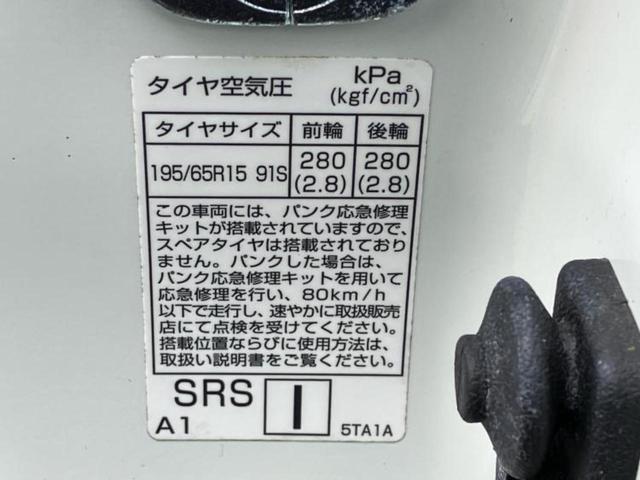 タイヤ空気圧 kPa
(kgf/cm²)
タイヤサイズ 前輪 後輪
195/65R15 91S 280 280
(2.8) (2.8)
この車両には、パンク応急修理
キットが搭載されていますので、
スペアタイヤは搭載されており
ません。パンクした場合は、
パンク応急修理キットを用いて
応急修理を行い、80km/h
以下で走行し、速やかに取扱販売
店にて点検を受けてください。
搭載位置ならびに使用方法は、
取扱い説明書をご覧ください。
SRS I
A1 5TA1A